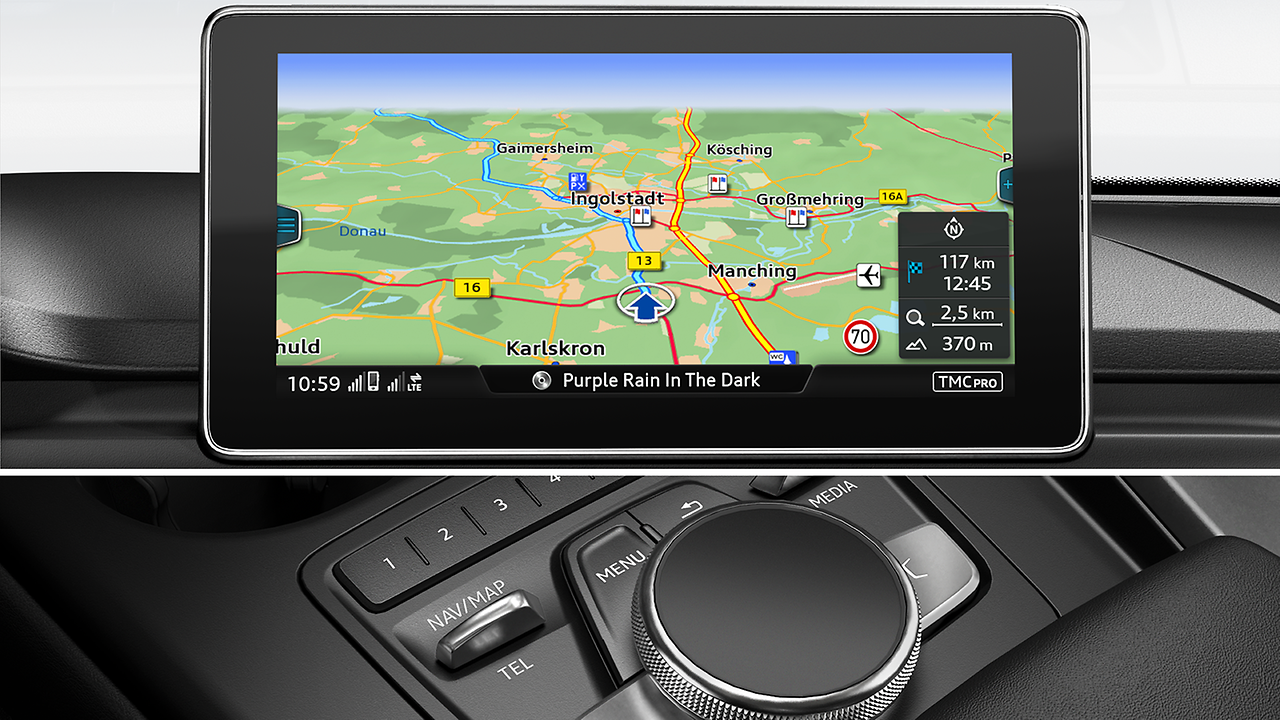 Gaimersheim
Kösching
P
Ingolstadt
Großmehring
16A
Donau
N
13
117 km
Manching
12:45
16
2,5 km
70
370 m
huld
Karlskron
WC
10:59
LTE
Purple Rain In The Dark
TMC PRO
1
2
3
4
MEDIA
MENU
NAV/MAP
TEL